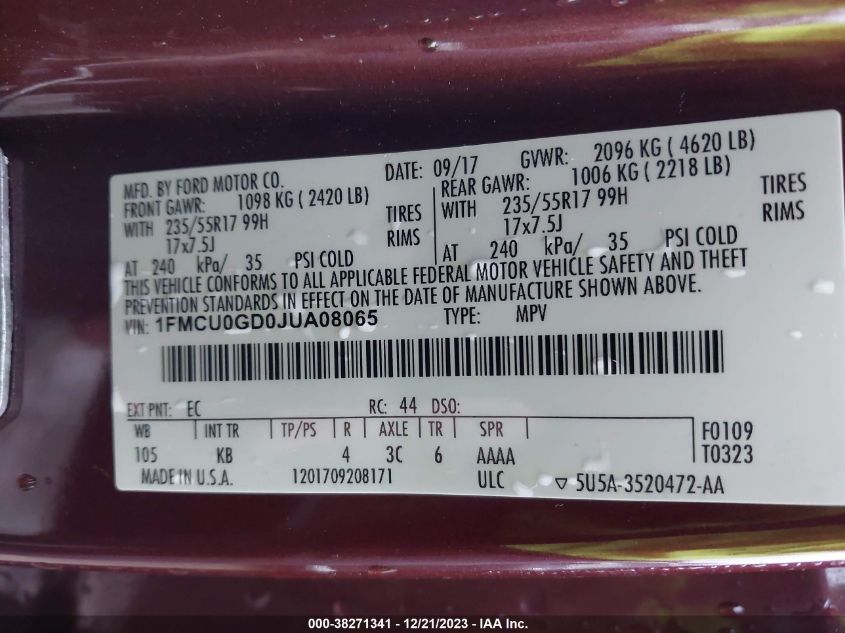 MFD. BY FORD MOTOR CO. DATE: 09/17 GVWR: 2096 KG ( 4620 LB)
FRONT GAWR: 1098 KG ( 2420 LB) REAR GAWR: 1006 KG ( 2218 LB)
WITH 235/55R17 99H TIRES WITH 235/55R17 99H TIRES
17x7.5J RIMS 17x7.5J RIMS
AT 240 kPa/ 35 PSI COLD AT 240 kPa/ 35 PSI COLD
THIS VEHICLE CONFORMS TO ALL APPLICABLE FEDERAL MOTOR VEHICLE SAFETY AND THEFT
PREVENTION STANDARDS IN EFFECT ON THE DATE OF MANUFACTURE SHOWN ABOVE.
VIN: 1FMCU0GD0JUA08065 TYPE: MPV
EXT PNT: EC RC: 44 DSO:
WB INT TR TP/PS R AXLE TR SPR F0109
105 KB 4 3C 6 AAAA T0323
MADE IN U.S.A. 1201709208171 ULC ▽ 5U5A-3520472-AA
000-38271341 - 12/21/2023 - IAA Inc.